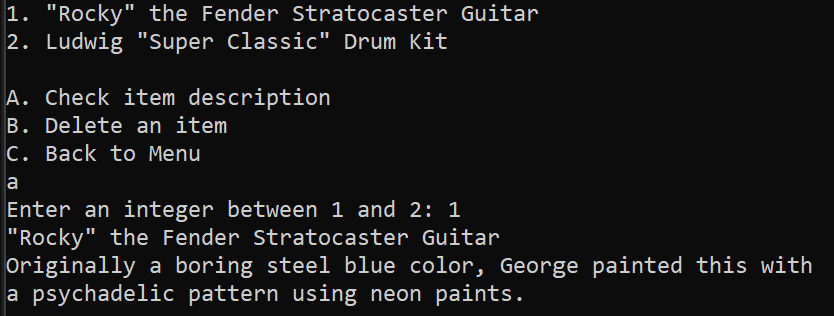 1. "Rocky" the Fender Stratocaster Guitar
2. Ludwig "Super Classic" Drum Kit
A. Check item description
B. Delete an item
C. Back to Menu
a
Enter an integer between 1 and 2: 1
"Rocky" the Fender Stratocaster Guitar
Originally a boring steel blue color, George painted this with
a psychadelic pattern using neon paints.